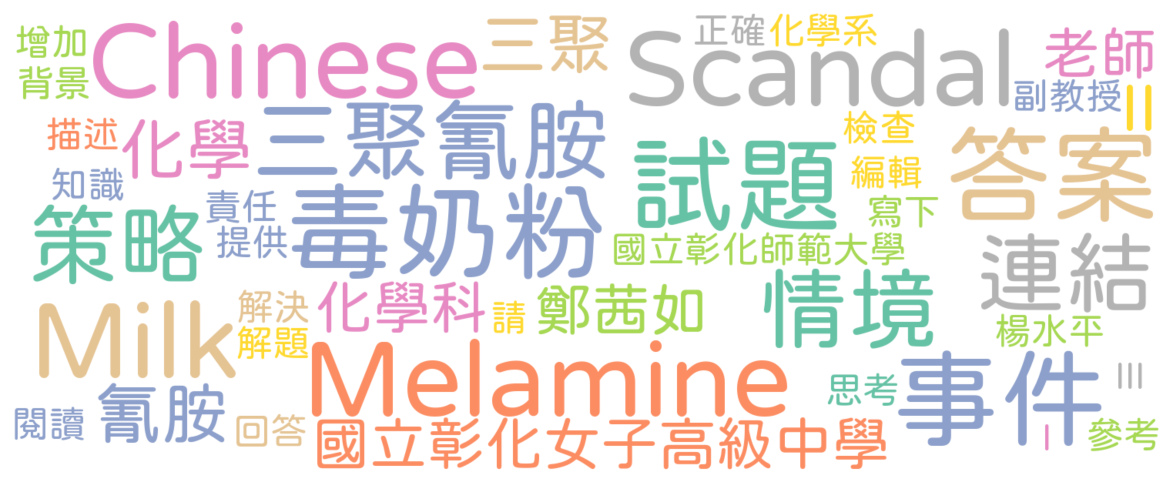 增加
Chinese
三聚
Scandal
正確
化學系
老師
背景
副教授
II
描述
化學
三聚氰胺
試題
檢查
答案
知識
編輯
策略
責任
毒奶粉
寫下
提供
國立彰化師範大學
連結
Milk
解決
化學科
請
鄭茜如
情境
楊水平
解題
Melamine
事件
III
思考
閱讀
氰胺
回答
國立彰化女子高級中學
I
參考